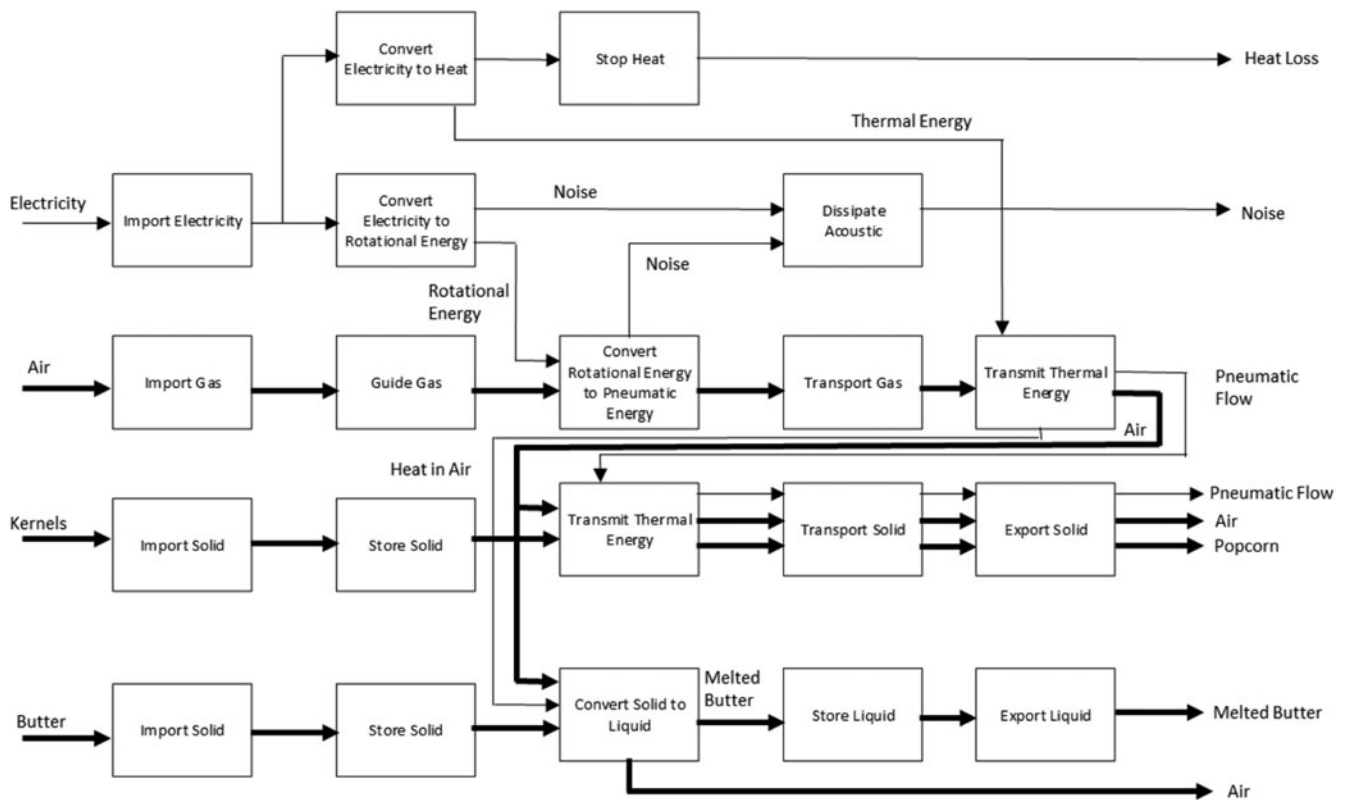 Convert
Electricity to Heat
Stop Heat
Heat Loss
Thermal Energy
Electricity
Import Electricity
Convert
Electricity to
Rotational Energy
Noise
Dissipate
Acoustic
Noise
Noise
Rotational
Energy
Air
Import Gas
Guide Gas
Convert
Rotational Energy
to Pneumatic
Energy
Transport Gas
Transmit Thermal
Energy
Pneumatic
Flow
Air
Heat in Air
Kernels
Import Solid
Store Solid
Transmit Thermal
Energy
Transport Solid
Export Solid
Pneumatic Flow
Air
Popcorn
Butter
Import Solid
Store Solid
Convert Solid to
Liquid
Melted
Butter
Store Liquid
Export Liquid
Melted Butter
Air